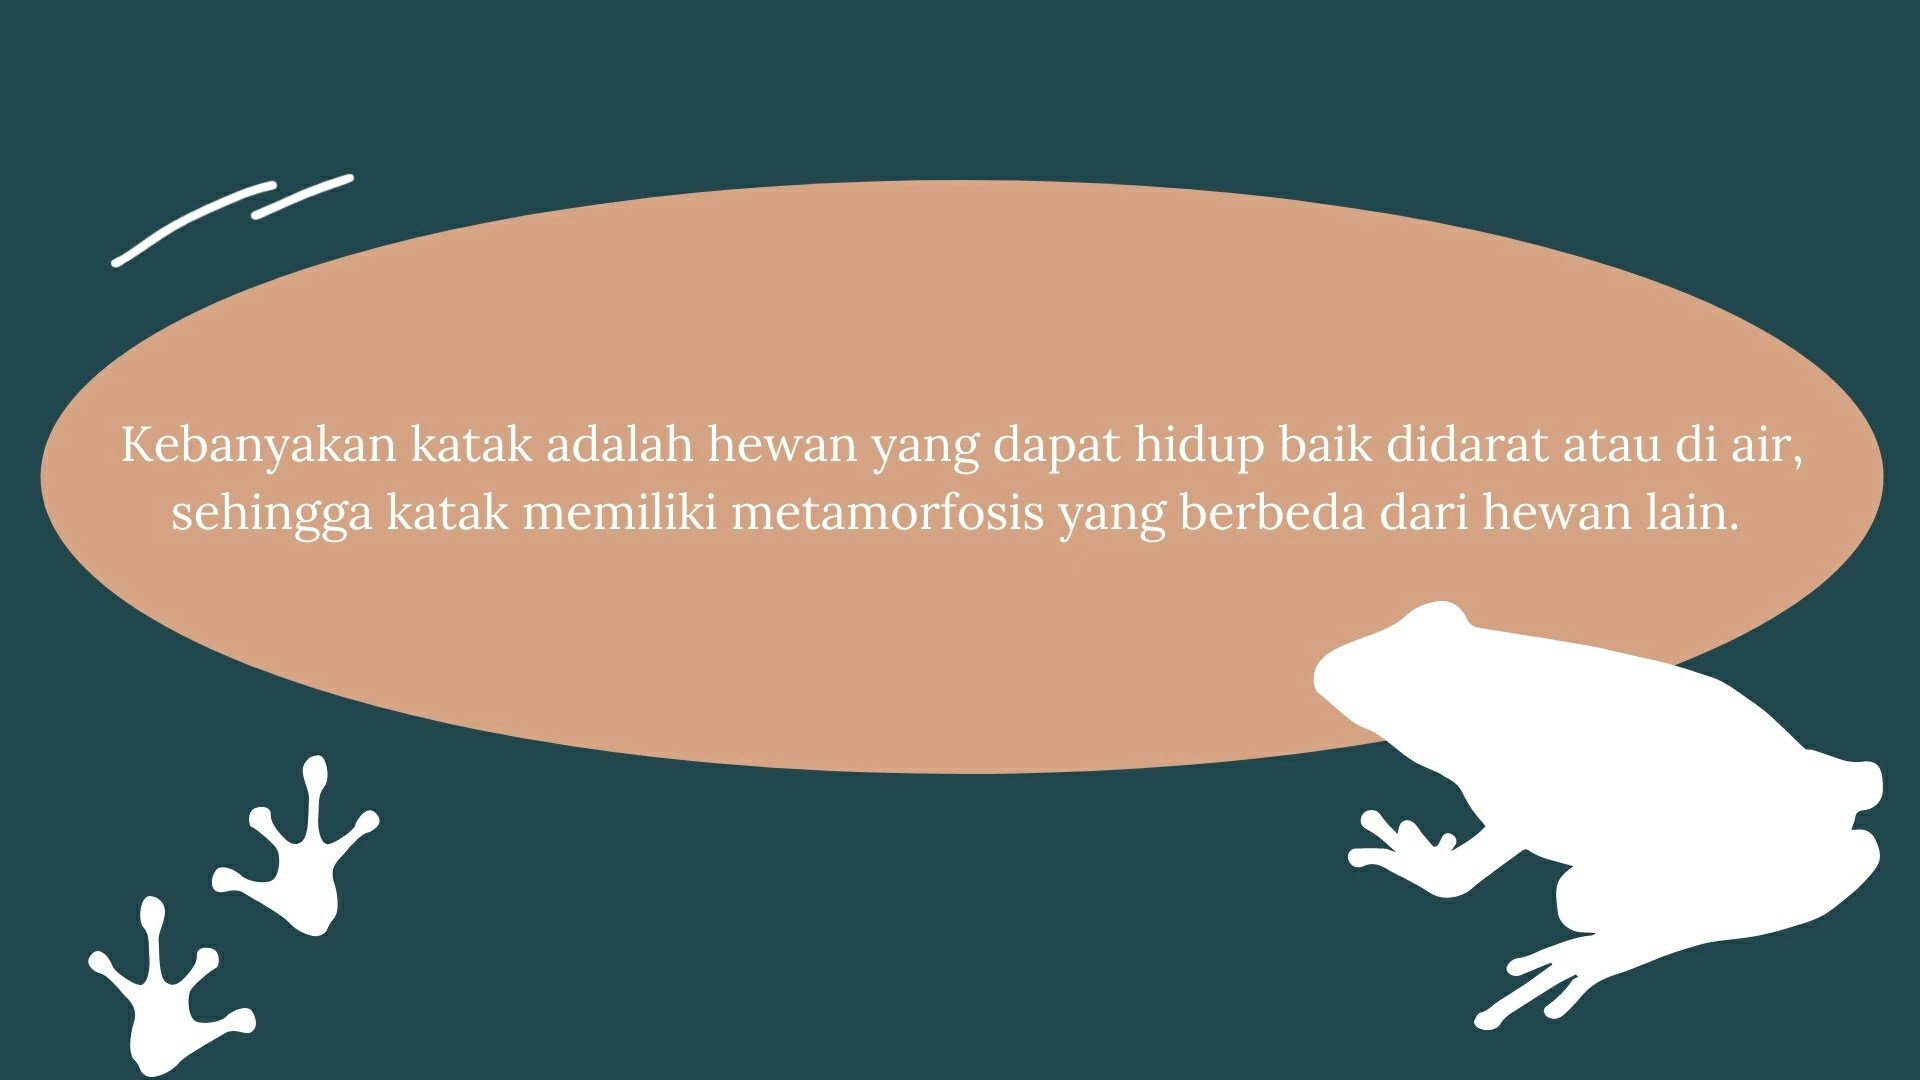 Kebanyakan katak adalah hewan yang dapat hidup baik didarat atau di air,
sehingga katak memiliki metamorfosis yang berbeda dari hewan lain.